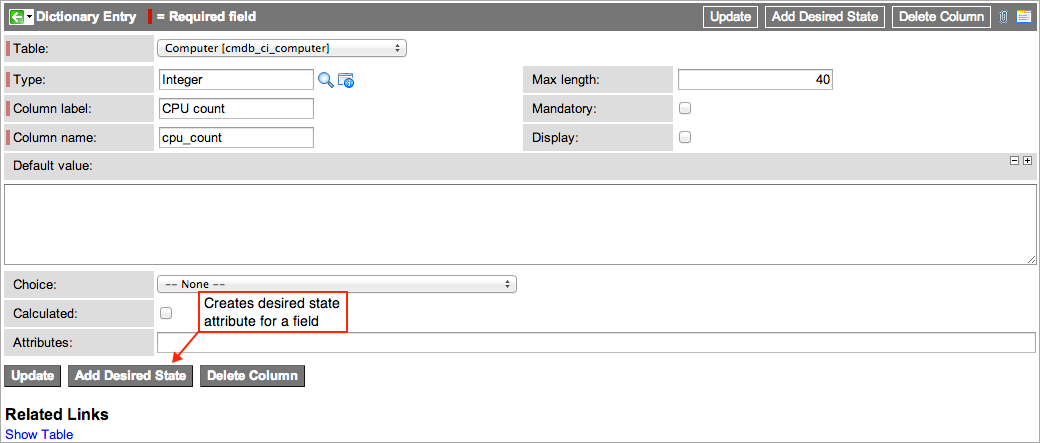 Dictionary Entry = Required field Update Add Desired State Delete Column
Table: Computer [cmdb_ci_computer]
Type: Integer Max length: 40
Column label: CPU count Mandatory:
Column name: cpu_count Display:
Default value:
Choice: -- None --
Creates desired state
Calculated: attribute for a field
Attributes:
Update Add Desired State Delete Column
Related Links
Show Table